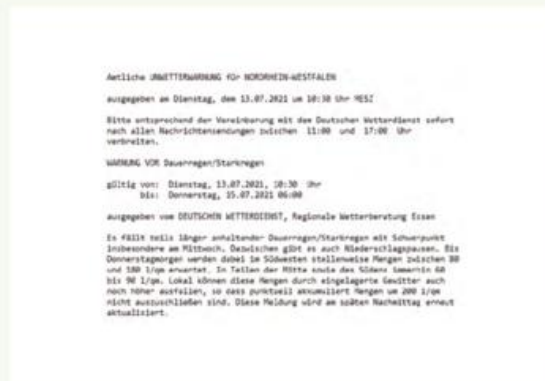 Amtliche UNWETTERWARNUNG für NORDRHEIN-WESTFALEN
ausgegeben am Dienstag, dem 13.07.2021 um 10:30 Uhr MESZ
Bitte entsprechend der Vereinbarung mit dem Deutschen Wetterdienst sofort
nach allen Nachrichtensendungen zwischen 11:00 und 17:00 Uhr
verbreiten.
WARNUNG VOR Dauerregen/Starkregen
gültig von: Dienstag, 13.07.2021, 10:30 Uhr
bis: Donnerstag, 15.07.2021 06:00
ausgegeben vom DEUTSCHEN WETTERDIENST, Regionale Wetterberatung Essen
Es fällt teils länger anhaltender Dauerregen/Starkregen mit Schwerpunkt
insbesondere am Mittwoch. Dazwischen gibt es auch Niederschlagspausen. Bis
Donnerstagmorgen werden dabei im Südwesten stellenweise Mengen zwischen 80
und 180 l/qm erwartet. In Teilen der Mitte sowie des Südens immerhin 60
bis 90 l/qm. Lokal können diese Mengen durch eingelagerte Gewitter auch
noch höher ausfallen, so dass punktuell akkumuliert Mengen um 200 l/qm
nicht auszuschließen sind. Diese Meldung wird am späten Nachmittag erneut
aktualisiert.